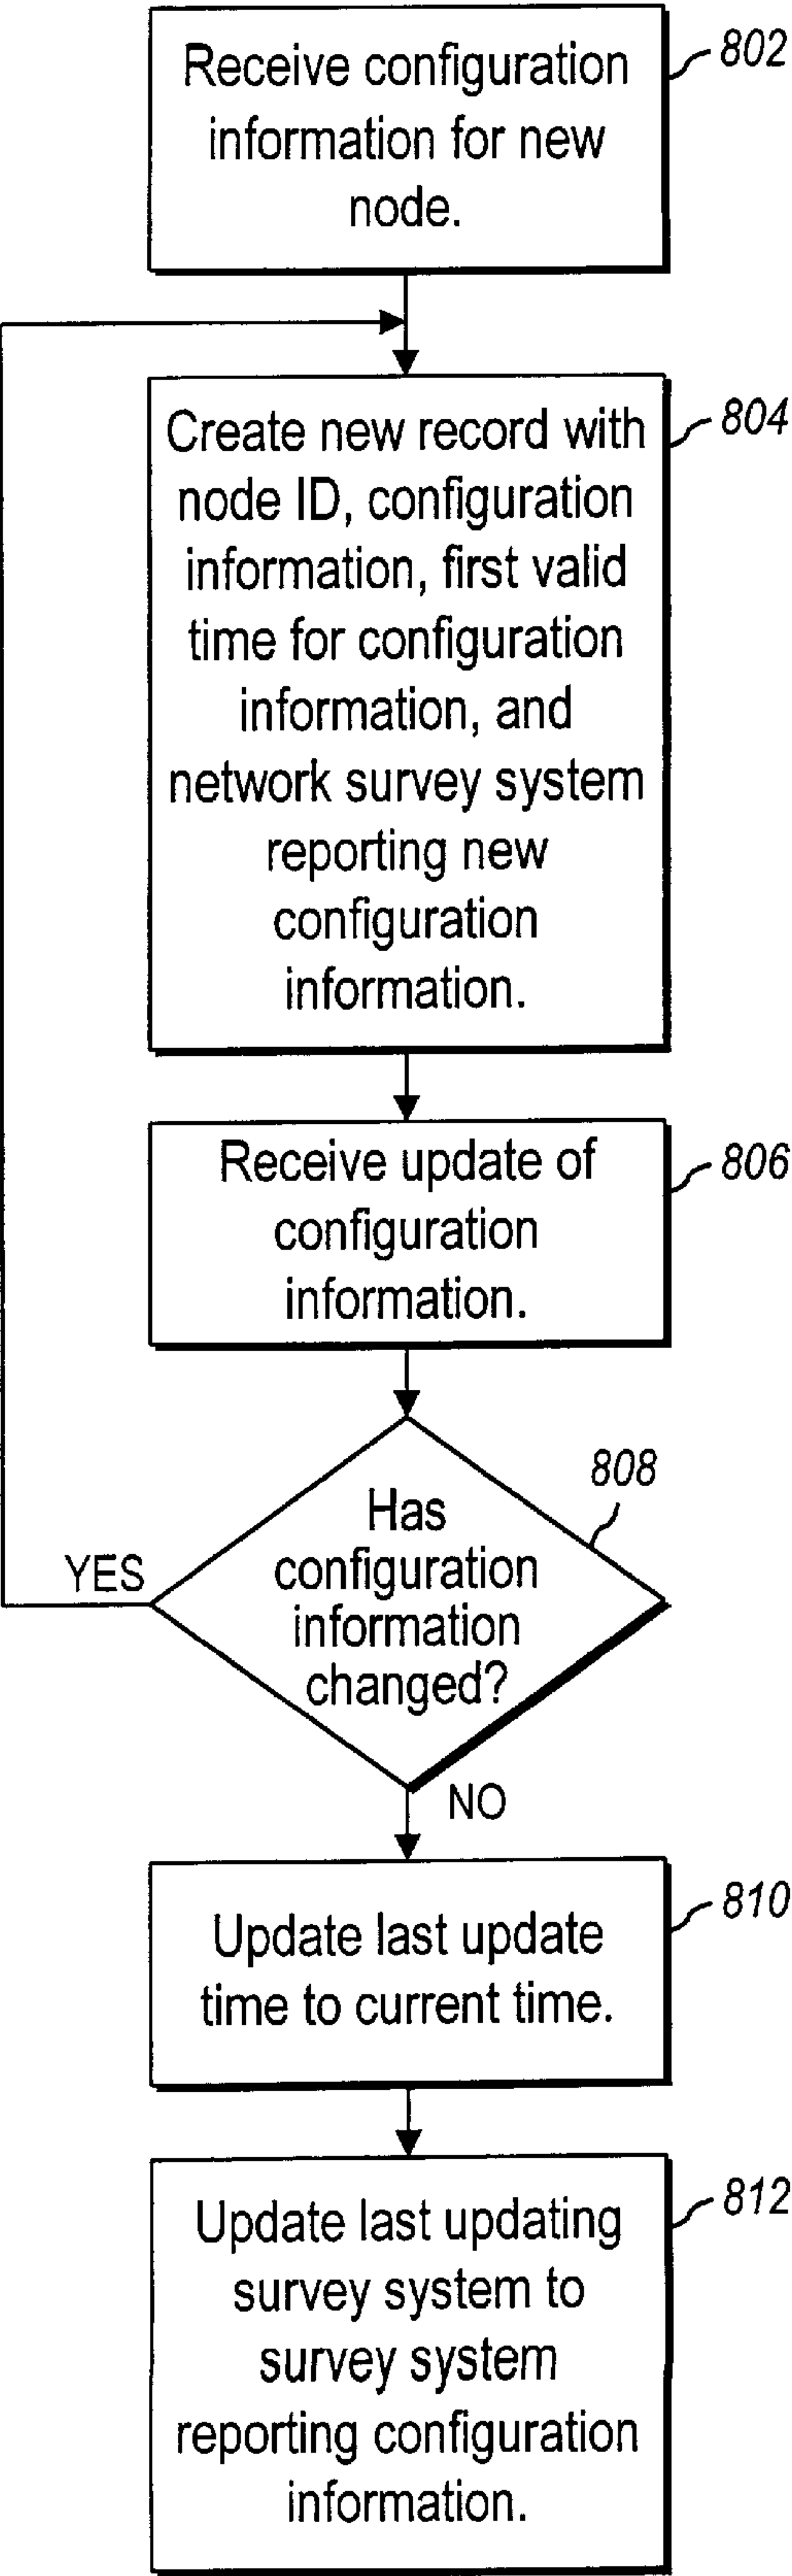 Receive configuration
information for new
node.
802
Create new record with
node ID, configuration
information, first valid
time for configuration
information, and
network survey system
reporting new
configuration
information.
804
Receive update of
configuration
information.
806
Has
configuration
information
changed?
808
YES
NO
Update last update
time to current time.
810
Update last updating
survey system to
survey system
reporting configuration
information.
812